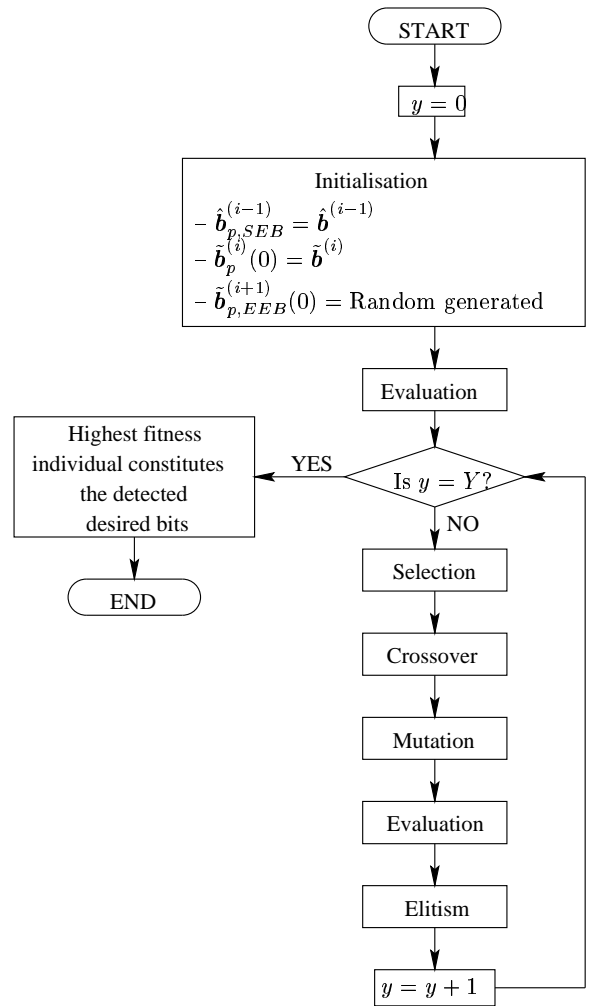 START
y = 0
Initialisation
– b̂_{p,SEB}^{(i−1)} = b̂^{(i−1)}
– b̃_p^{(i)}(0) = b̃^{(i)}
– b̃_{p,EEB}^{(i+1)}(0) = Random generated
Evaluation
Is y = Y?
YES
Highest fitness
individual constitutes
the detected
desired bits
END
NO
Selection
Crossover
Mutation
Evaluation
Elitism
y = y + 1